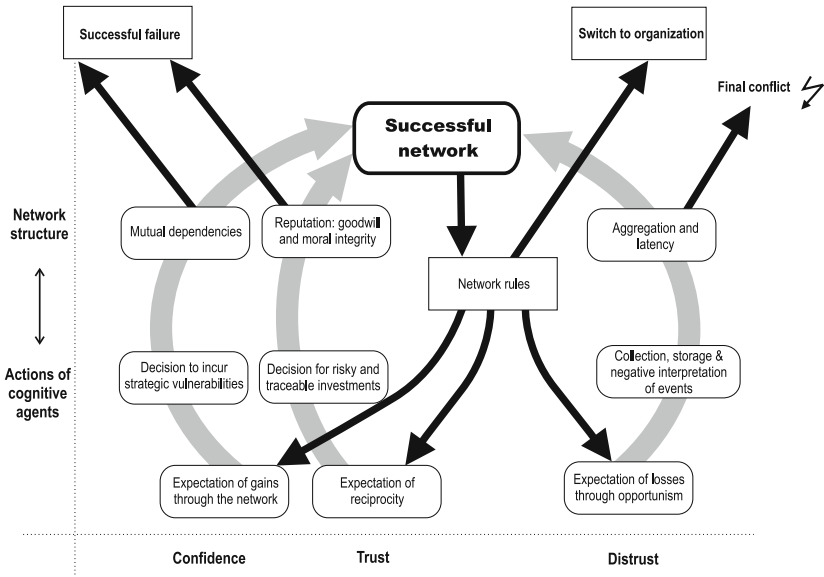 Successful failure
Switch to organization
Final conflict
Successful
network
Network
structure
Mutual dependencies
Reputation: goodwill
and moral integrity
Aggregation and
latency
Network rules
Actions of
cognitive agents
Decision to incur
strategic vulnerabilities
Decision for risky and
traceable investments
Collection, storage &
negative interpretation
of events
Expectation of gains
through the network
Expectation of
reciprocity
Expectation of losses
through opportunism
Confidence
Trust
Distrust